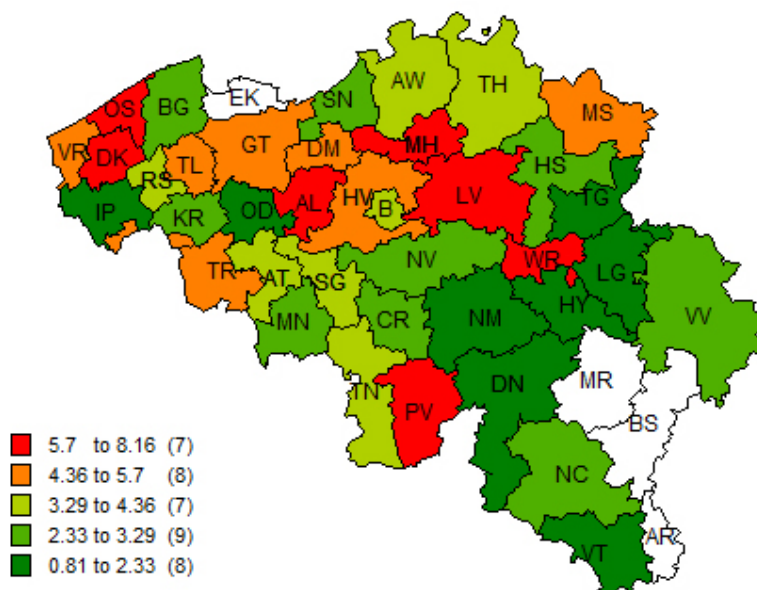 AW
TH
EK
SN
OS
BG
MS
VR
DK
TL
GT
DM
MH
HS
RS
IP
KR
OD
AL
HV
B
LV
TG
TR
AT
SG
NV
WR
LG
MN
CR
NM
HY
VV
TN
PV
DN
MR
BS
NC
VT
AR
5.7 to 8.16 (7)
4.36 to 5.7 (8)
3.29 to 4.36 (7)
2.33 to 3.29 (9)
0.81 to 2.33 (8)